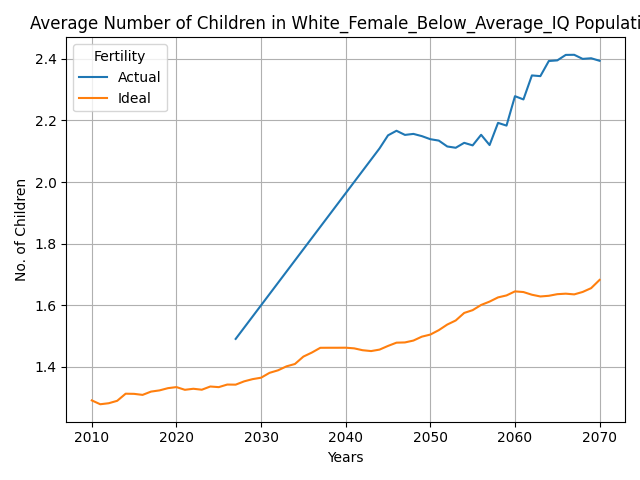 Average Number of Children in White_Female_Below_Average_IQ Populati
Fertility
Actual
Ideal
No. of Children
2.4
2.2
2.0
1.8
1.6
1.4
2010 2020 2030 2040 2050 2060 2070
Years